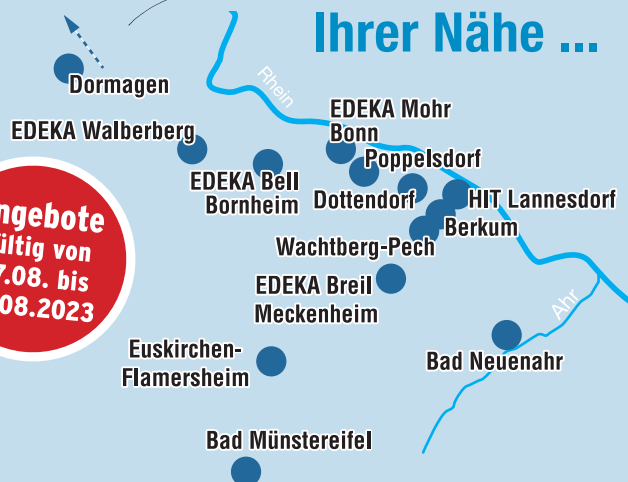 Ihrer Nähe ...
Dormagen
Rhein
EDEKA Walberberg
EDEKA Mohr
Bonn
Poppelsdorf
EDEKA Bell
Bornheim
Dottendorf
HIT Lannesdorf
Berkum
Wachtberg-Pech
EDEKA Breil
Meckenheim
Ahr
Euskirchen-
Flamersheim
Bad Neuenahr
Bad Münstereifel
ngebote
ültig von
7.08. bis
.08.2023